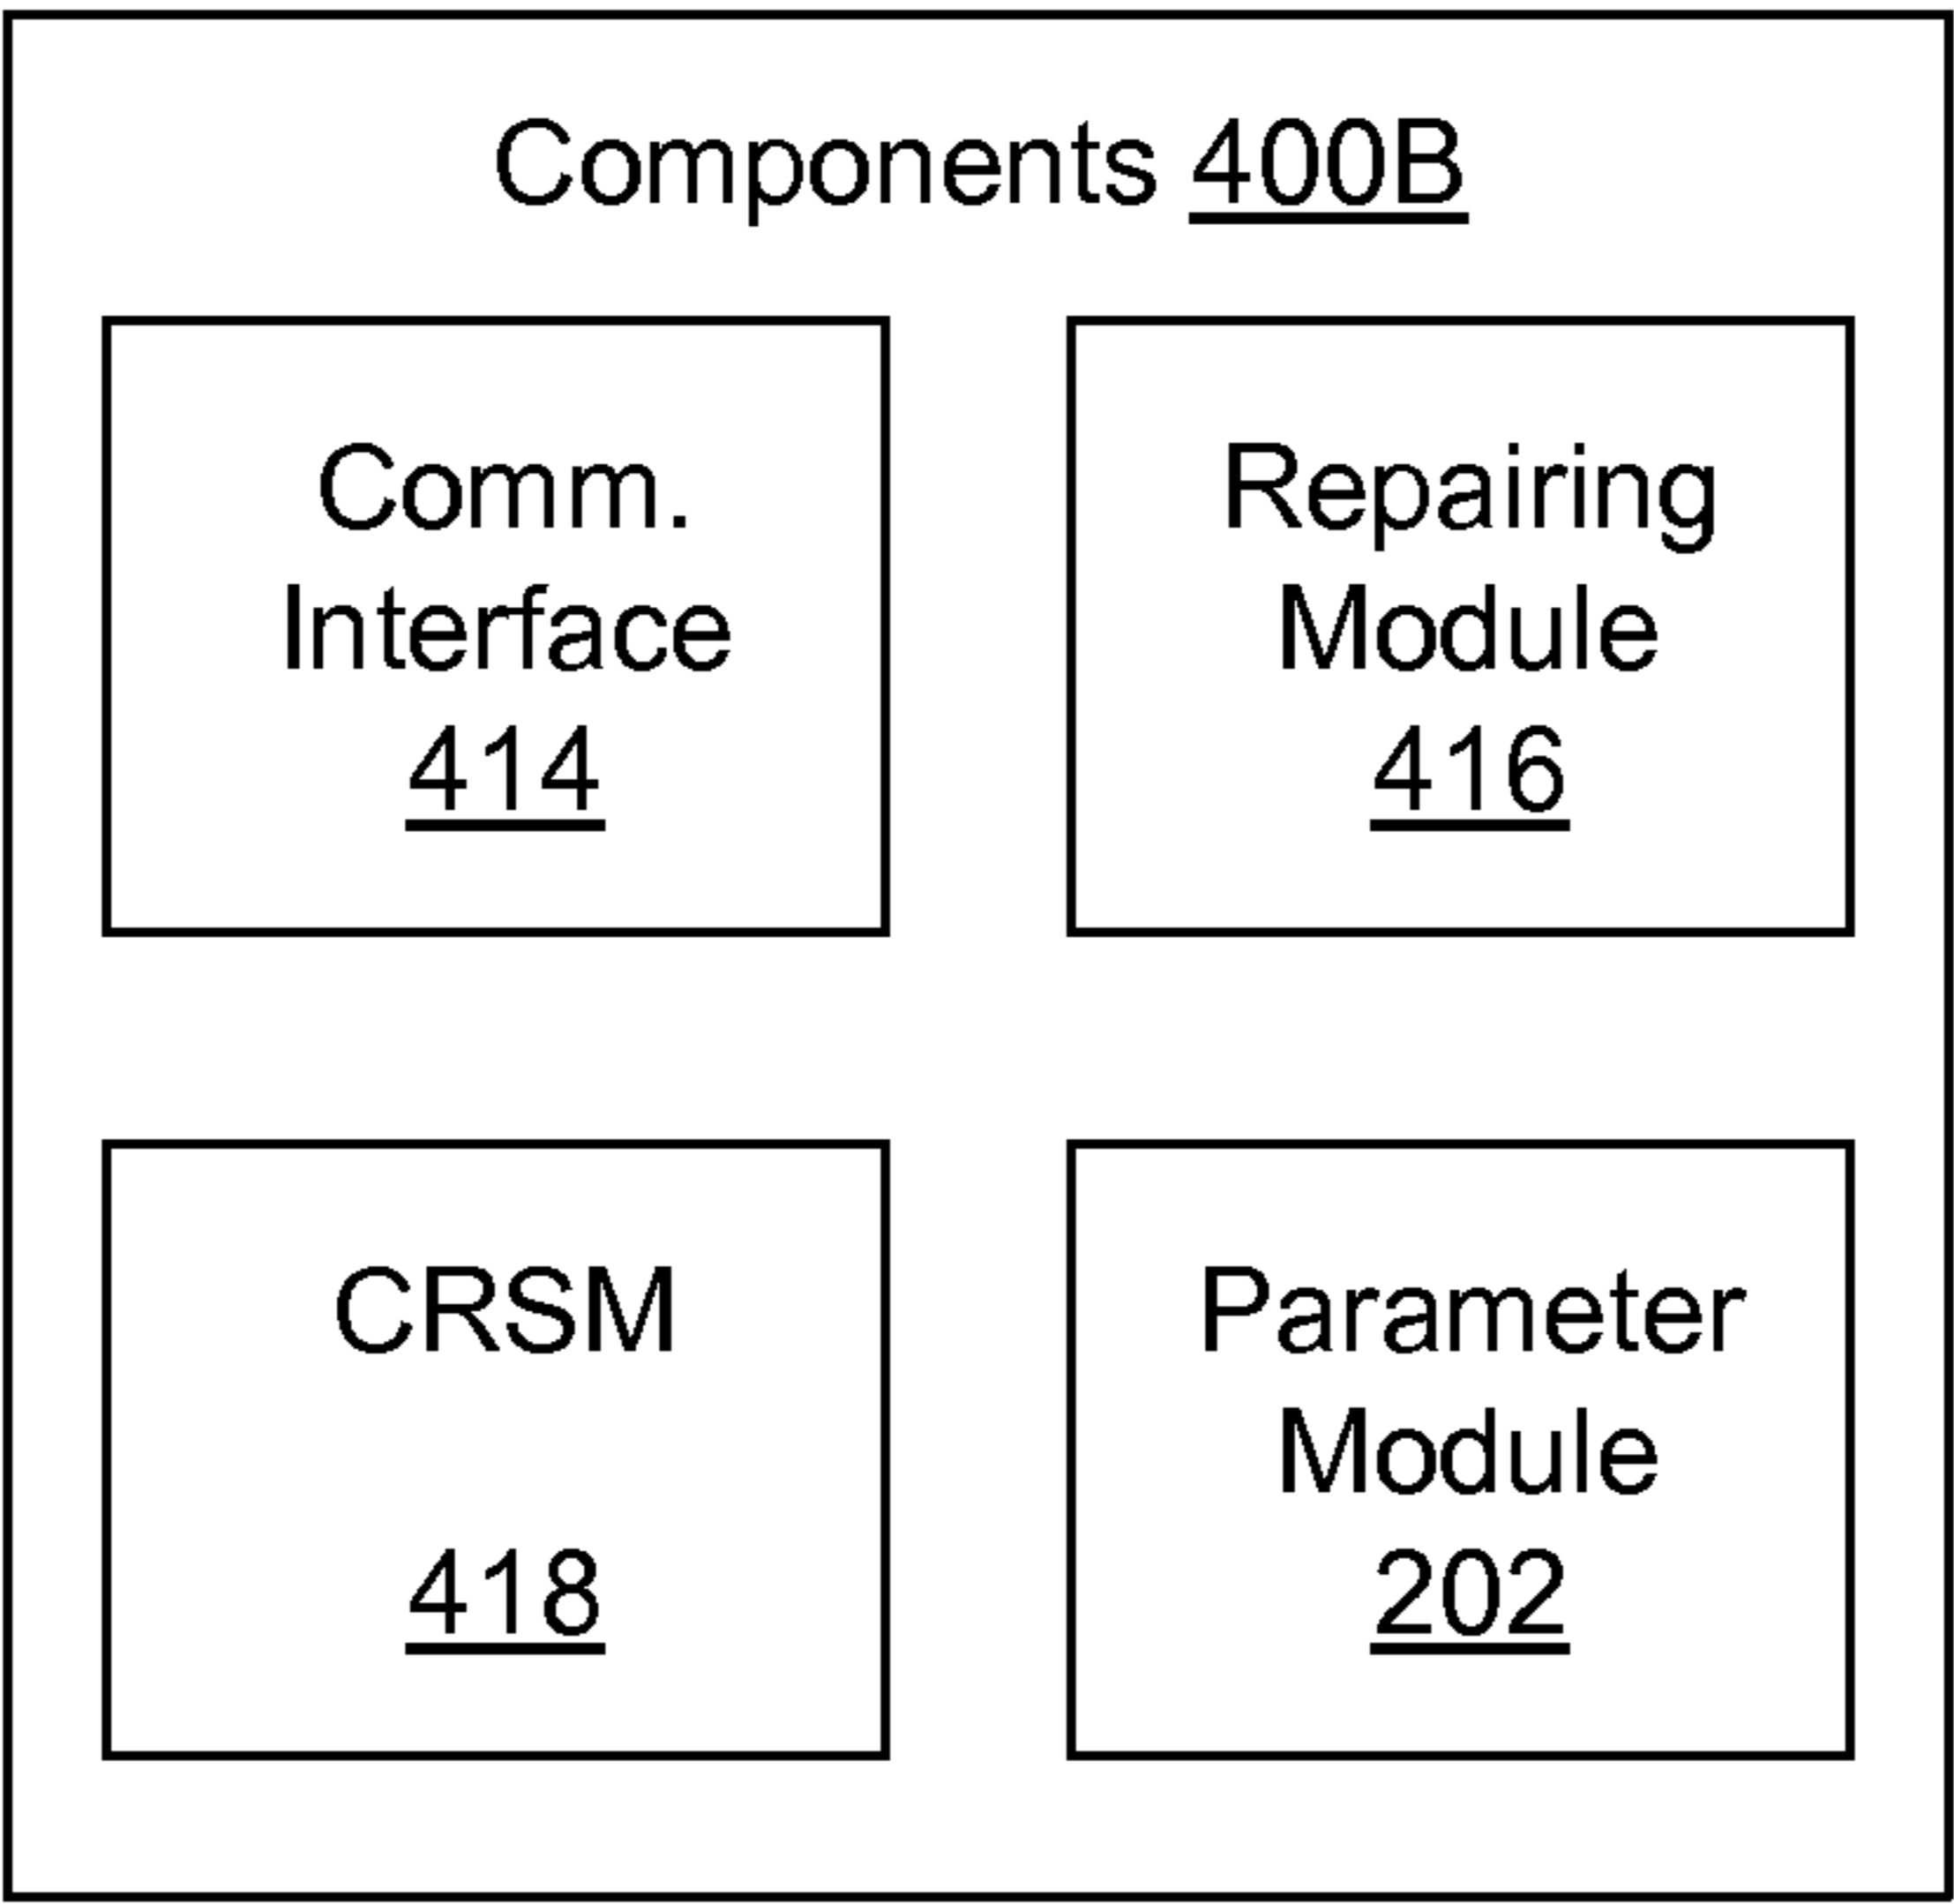 Components 400B
Comm.
Interface
414
Repairing
Module
416
CRSM
418
Parameter
Module
202